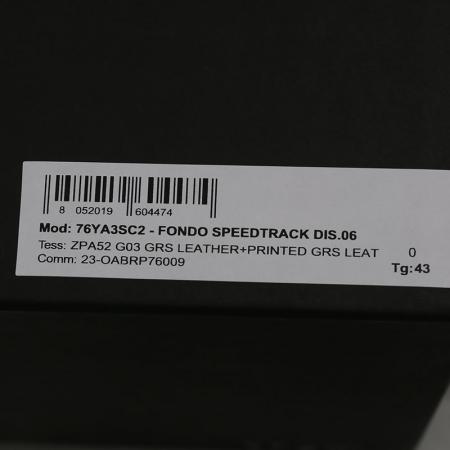 8 052019 604474
Mod: 76YA3SC2 - FONDO SPEEDTRACK DIS.06
Tess: ZPA52 G03 GRS LEATHER+PRINTED GRS LEAT 0
Comm: 23-OABRP76009 Tg:43